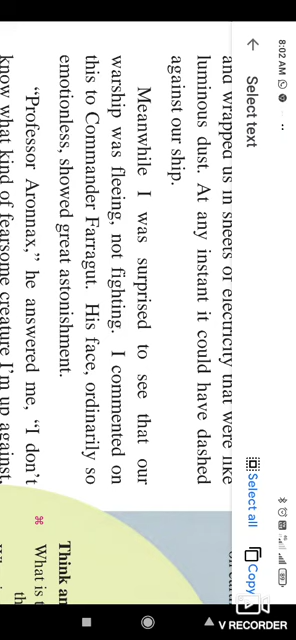 8:02 AM
← Select text
Select all
Copy
and wrapped us in sheets of electricity that were like
luminous dust. At any instant it could have dashed
against our ship.
Meanwhile I was surprised to see that our
warship was fleeing, not fighting. I commented on
this to Commander Farragut. His face, ordinarily so
emotionless, showed great astonishment.
“Professor Aronnax,” he answered me, “I don’t
know what kind of fearsome creature I’m up against,
Think an
What is t
th
V RECORDER